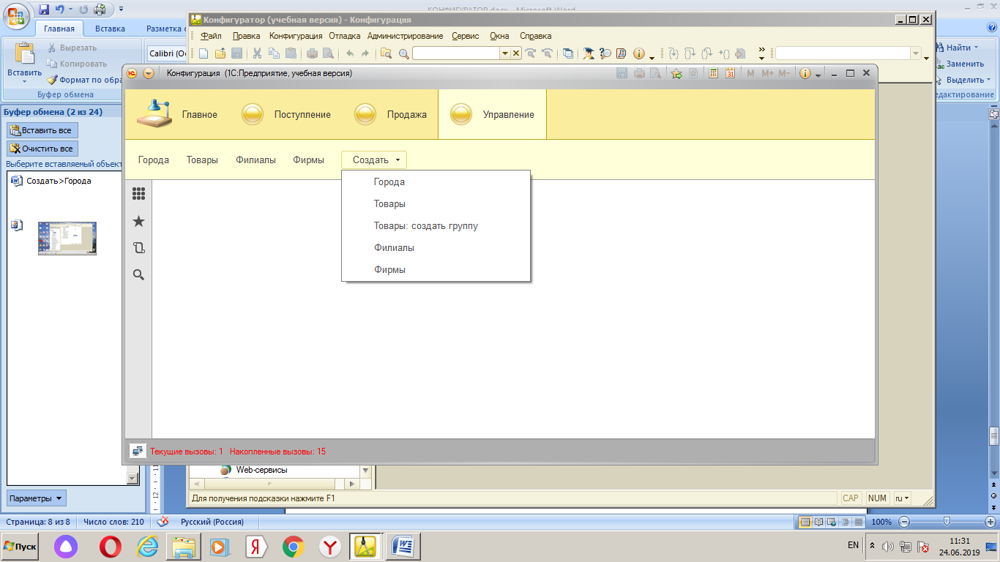 КОНФИГУРАТОР.docx - Microsoft Word
Главная Вставка Разметка с
Вырезать
Копировать
Формат по обра
Вставить
Буфер обмена
Calibri (Ос
Найти
Заменить
Выделить
едактирование
Конфигуратор (учебная версия) - Конфигурация
Файл Правка Конфигурация Отладка Администрирование Сервис Окна Справка
Конфигурация (1С:Предприятие, учебная версия)
M M+ M-
Главное Поступление Продажа Управление
Города Товары Филиалы Фирмы Создать
Города
Товары
Товары: создать группу
Филиалы
Фирмы
Текущие вызовы: 1 Накопленные вызовы: 15
Буфер обмена (2 из 24)
Вставить все
Очистить все
Выберите вставляемый объект
Создать>Города
Параметры
Web-сервисы
Для получения подсказки нажмите F1
CAP NUM ru
Страница: 8 из 8 Число слов: 210 Русский (Россия) 100%
Пуск
EN 11:31
24.06.2019